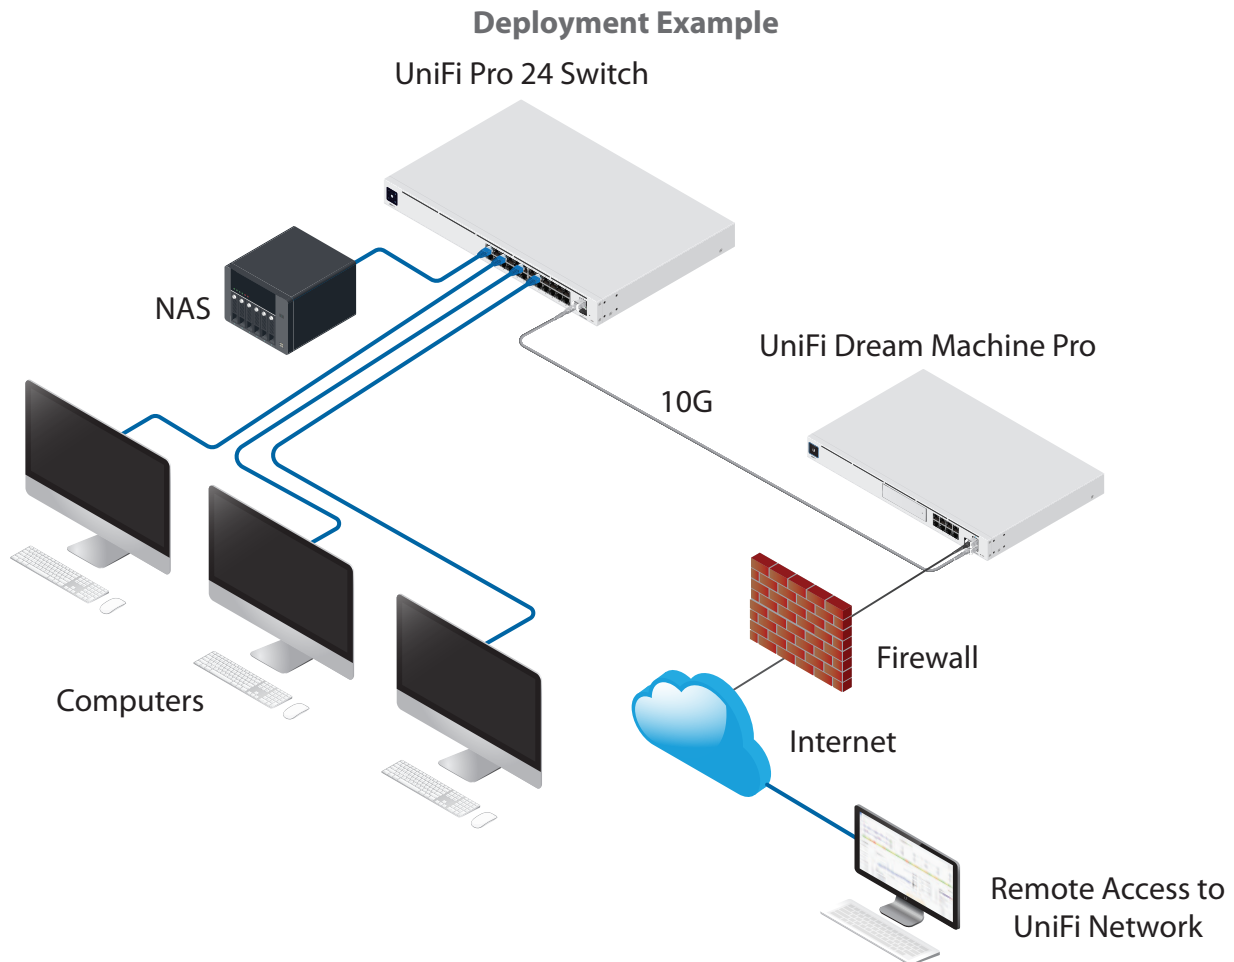 Deployment Example
UniFi Pro 24 Switch
NAS
UniFi Dream Machine Pro
10G
Firewall
Computers
Internet
Remote Access to
UniFi Network